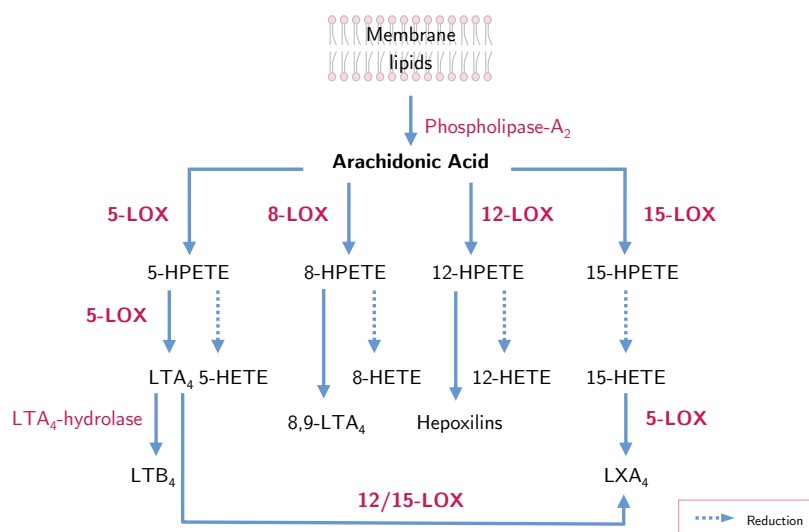 Membrane
lipids
Phospholipase-A₂
Arachidonic Acid
5-LOX 8-LOX 12-LOX 15-LOX
5-HPETE 8-HPETE 12-HPETE 15-HPETE
5-LOX
LTA₄ 5-HETE 8-HETE 12-HETE 15-HETE
LTA₄-hydrolase 8,9-LTA₄ Hepoxilins 5-LOX
LTB₄ LXA₄
12/15-LOX
Reduction